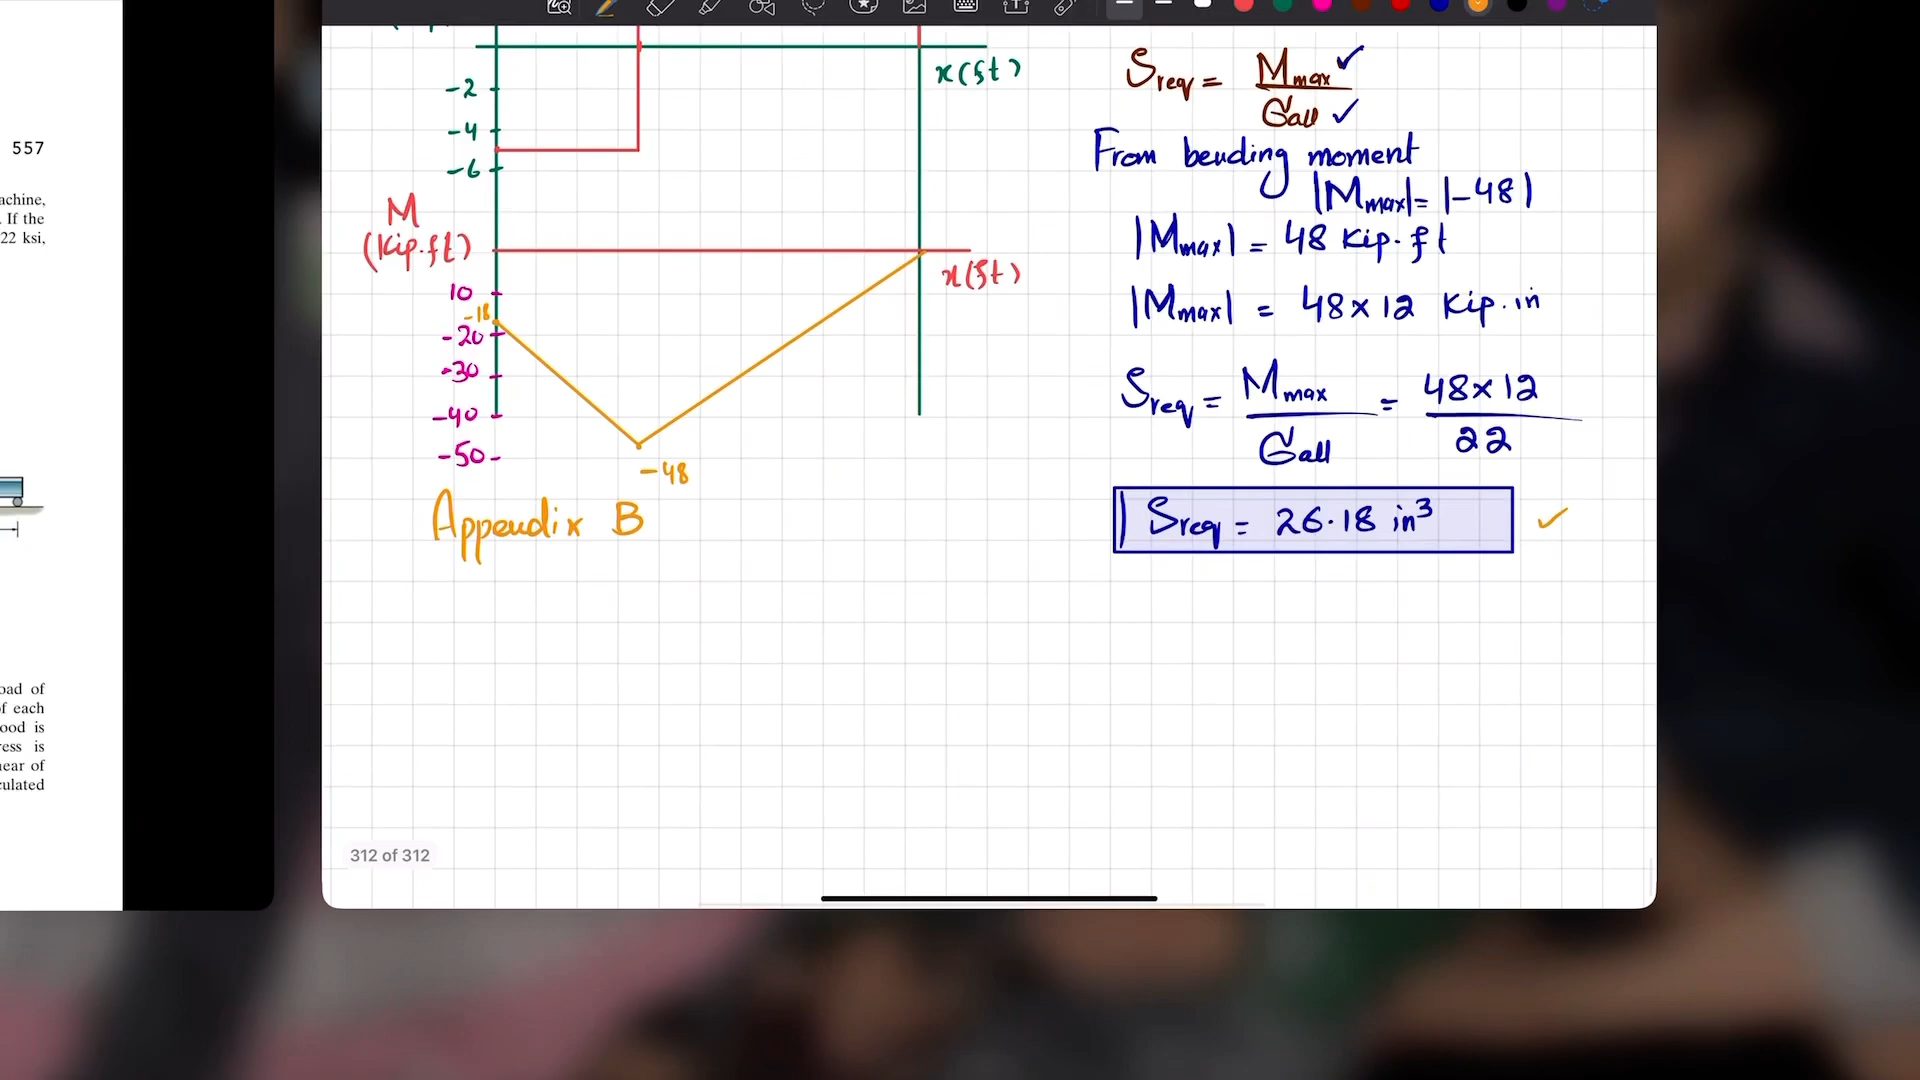 557
achine,
. If the
22 ksi,
oad of
f each
ood is
ress is
near of
culated
x(ft)
-2
-4
-6
M
(Kip.ft)
x(ft)
10
-18
-20
-30
-40
-50
-48
Appendix B
Sreq = Mmax ✓
σall ✓
From bending moment
|Mmax| = |-48|
|Mmax| = 48 Kip.ft
|Mmax| = 48×12 Kip.in
Sreq = Mmax / σall = 48×12 / 22
Sreq = 26.18 in³ ✓
312 of 312